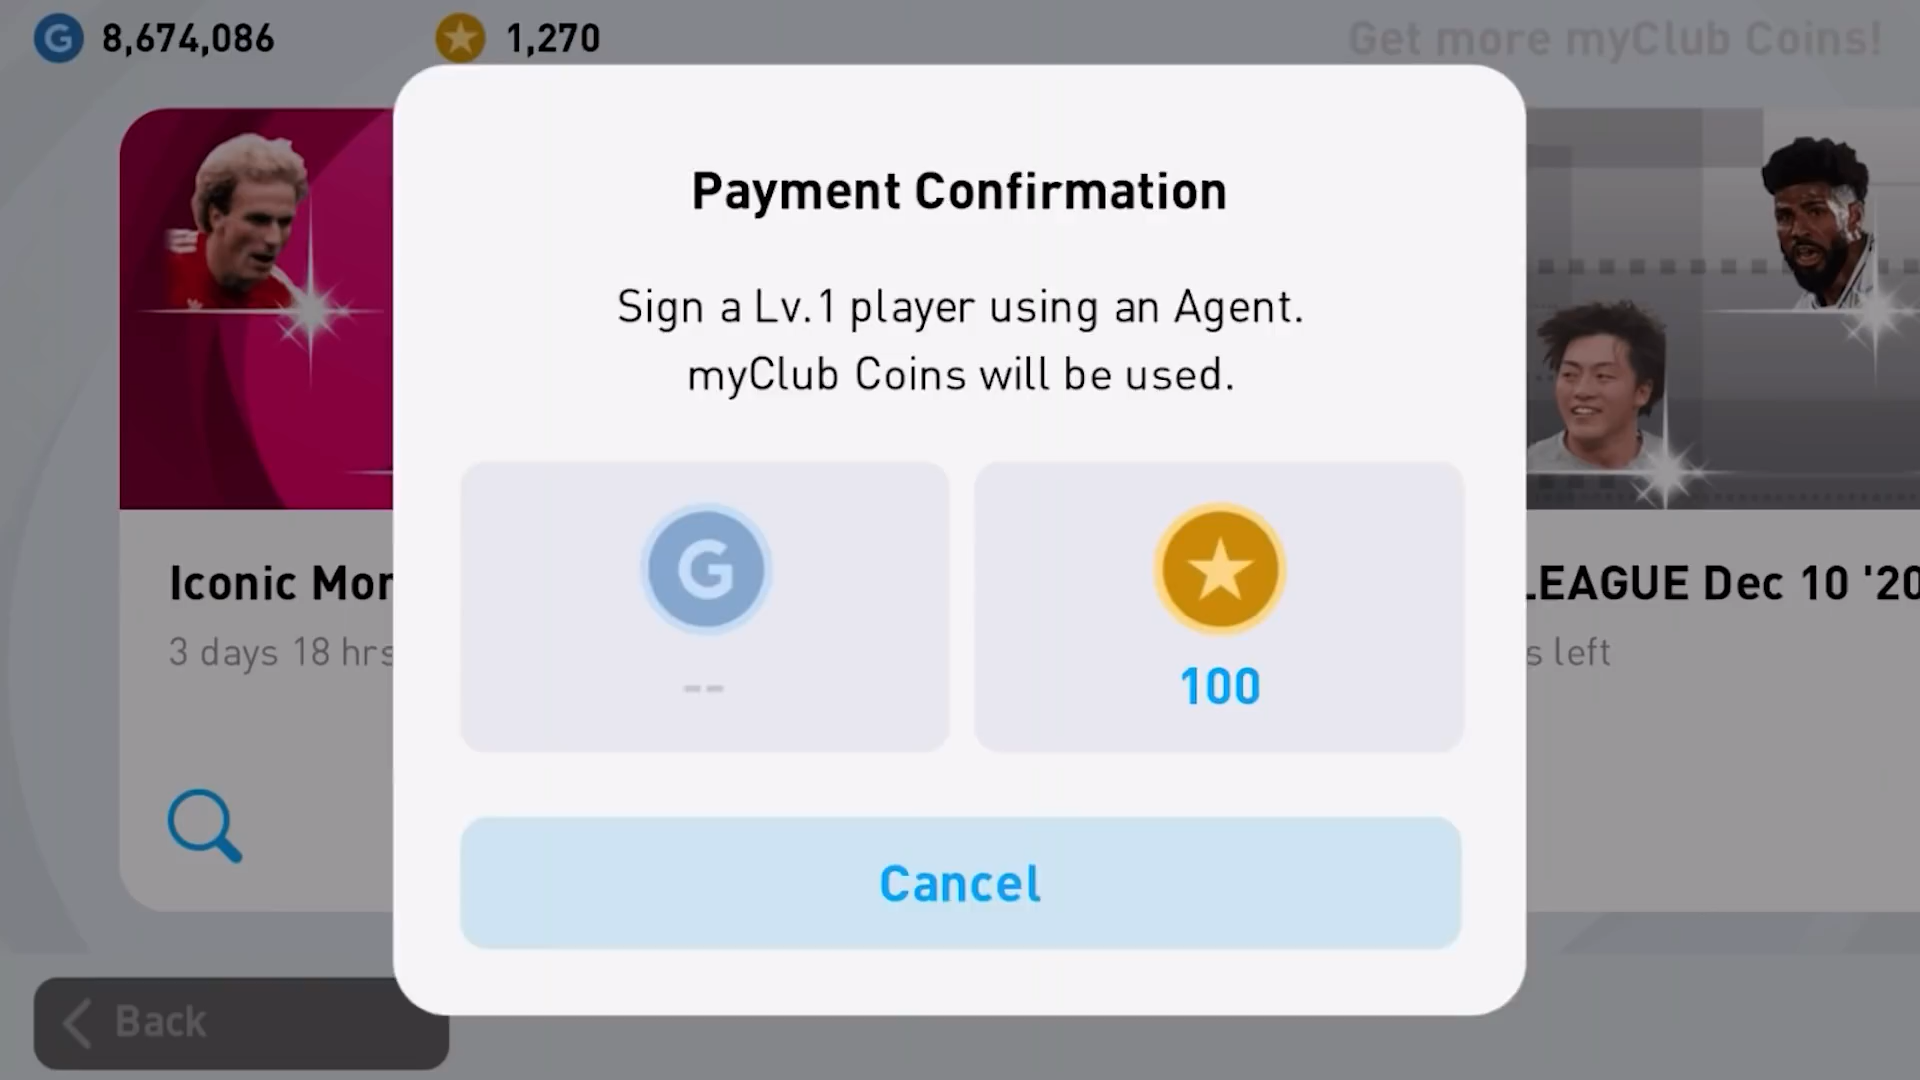 G 8,674,086
1,270
Get more myClub Coins!
Payment Confirmation
Sign a Lv.1 player using an Agent.
myClub Coins will be used.
G
--
100
Cancel
Iconic Mor
3 days 18 hrs
LEAGUE Dec 10 '20
s left
Back